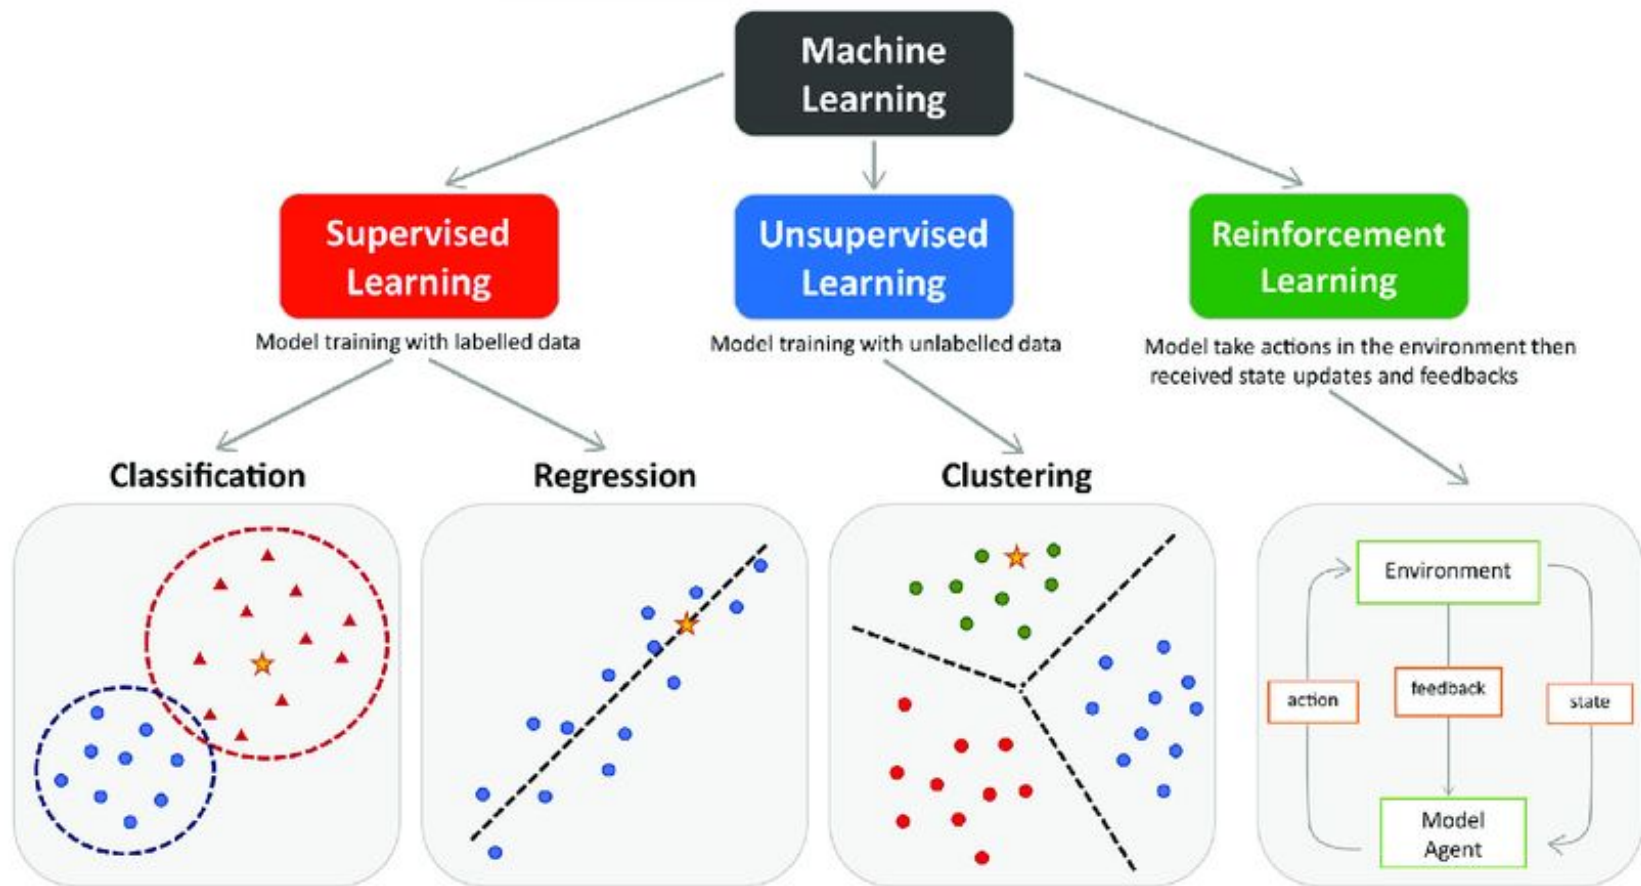 Machine
Learning
Supervised
Learning
Unsupervised
Learning
Reinforcement
Learning
Model training with labelled data
Model training with unlabelled data
Model take actions in the environment then
received state updates and feedbacks
Classification
Regression
Clustering
Environment
action
feedback
state
Model
Agent